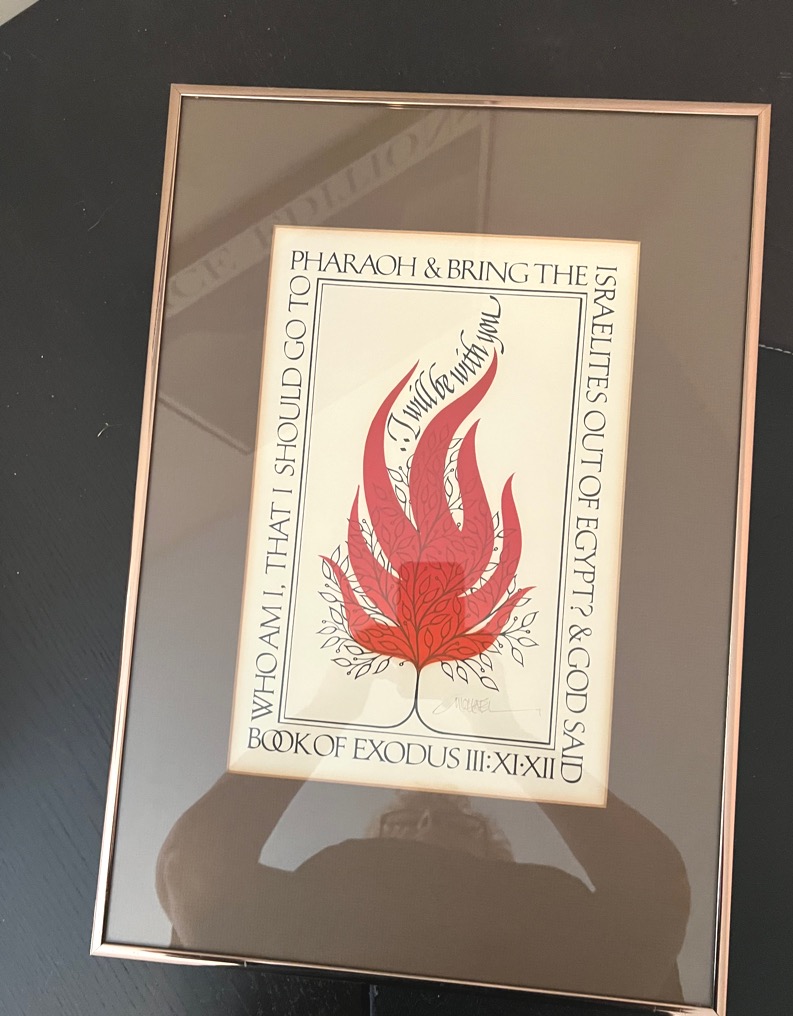 WHO AM I, THAT I SHOULD GO TO
PHARAOH & BRING THE
ISRAELITES OUT OF EGYPT? & GOD SAID
: I will be with you
BOOK OF EXODUS III:XI·XII